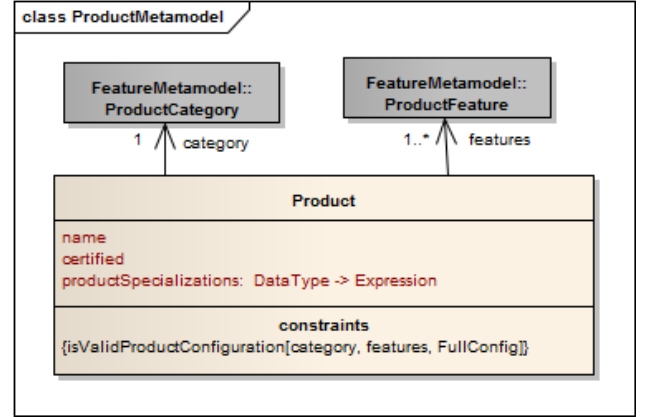 class ProductMetamodel
FeatureMetamodel::
ProductCategory
FeatureMetamodel::
ProductFeature
1
category
1..*
features
Product
name
certified
productSpecializations: DataType -> Expression
constraints
{isValidProductConfiguration[category, features, FullConfig]}